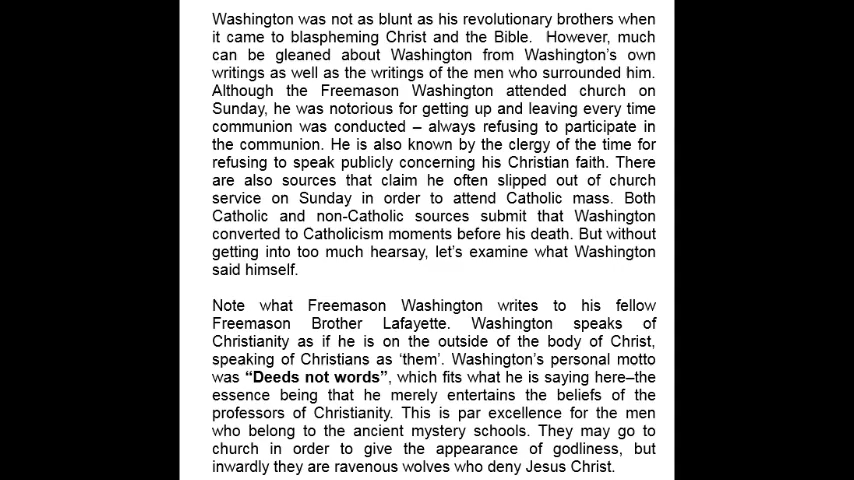 Washington was not as blunt as his revolutionary brothers when
it came to blaspheming Christ and the Bible. However, much
can be gleaned about Washington from Washington's own
writings as well as the writings of the men who surrounded him.
Although the Freemason Washington attended church on
Sunday, he was notorious for getting up and leaving every time
communion was conducted – always refusing to participate in
the communion. He is also known by the clergy of the time for
refusing to speak publicly concerning his Christian faith. There
are also sources that claim he often slipped out of church
service on Sunday in order to attend Catholic mass. Both
Catholic and non-Catholic sources submit that Washington
converted to Catholicism moments before his death. But without
getting into too much hearsay, let's examine what Washington
said himself.
Note what Freemason Washington writes to his fellow
Freemason Brother Lafayette. Washington speaks of
Christianity as if he is on the outside of the body of Christ,
speaking of Christians as 'them'. Washington's personal motto
was “Deeds not words”, which fits what he is saying here–the
essence being that he merely entertains the beliefs of the
professors of Christianity. This is par excellence for the men
who belong to the ancient mystery schools. They may go to
church in order to give the appearance of godliness, but
inwardly they are ravenous wolves who deny Jesus Christ.